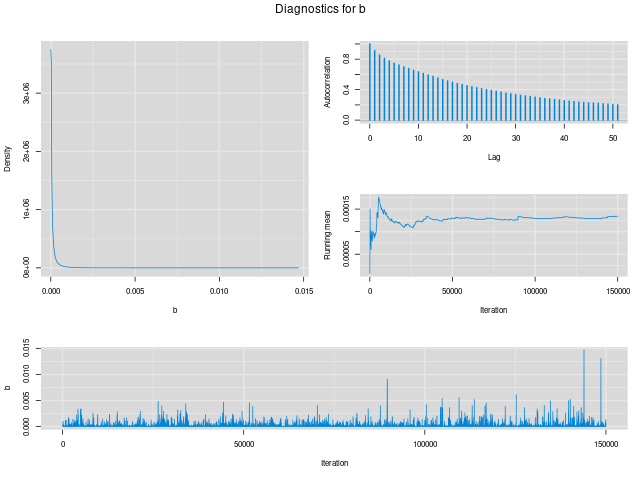 Diagnostics for b
Density
0e+00 1e+06 2e+06 3e+06
0.000 0.005 0.010 0.015
b
Autocorrelation
0.0 0.4 0.8
0 10 20 30 40 50
Lag
Running mean
0.00005 0.00015
0 50000 100000 150000
Iteration
b
0.000 0.005 0.010 0.015
0 50000 100000 150000
Iteration